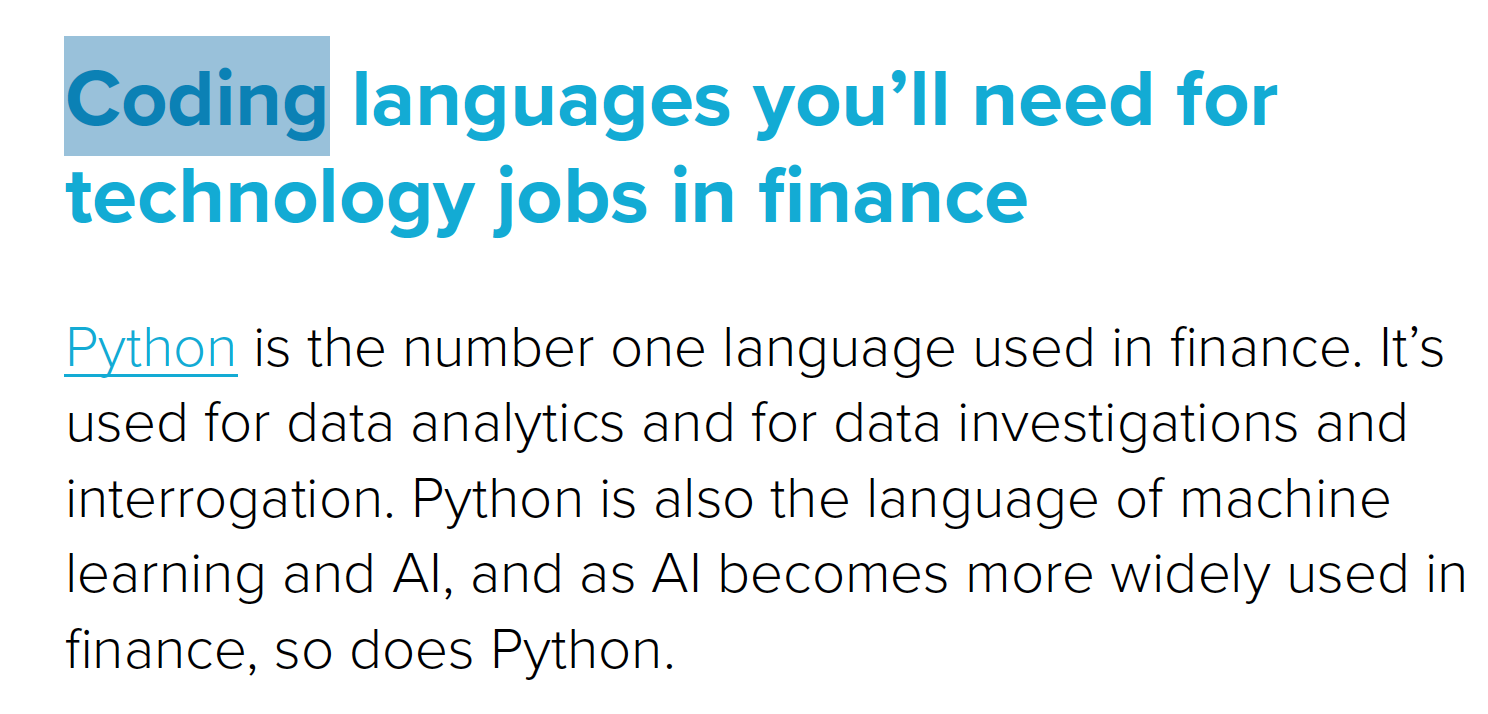 Coding languages you’ll need for
technology jobs in finance
Python is the number one language used in finance. It’s
used for data analytics and for data investigations and
interrogation. Python is also the language of machine
learning and AI, and as AI becomes more widely used in
finance, so does Python.